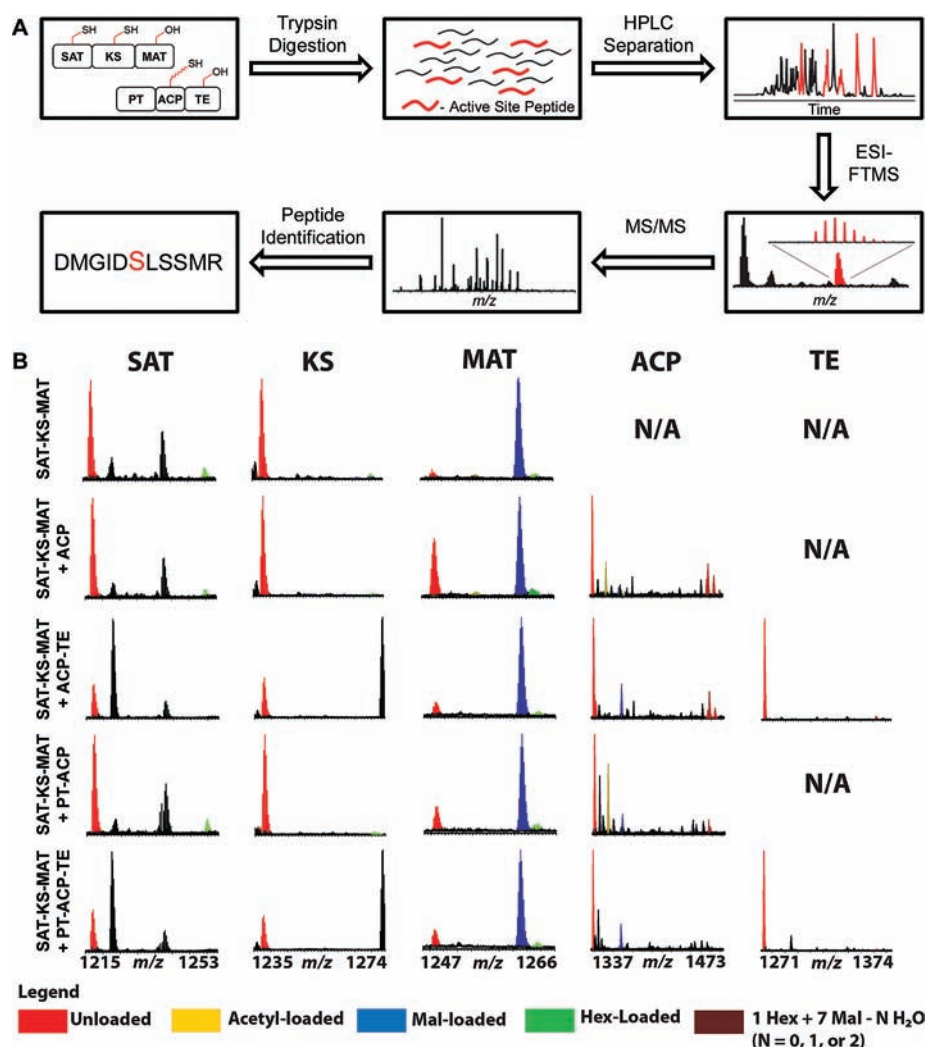 A
SH
SH
OH
SAT KS MAT
SH
OH
PT ACP TE
Trypsin
Digestion
- Active Site Peptide
HPLC
Separation
Time
ESI-
FTMS
m/z
MS/MS
m/z
Peptide
Identification
DMGIDSLSSMR
B
SAT KS MAT ACP TE
SAT-KS-MAT
N/A N/A
SAT-KS-MAT
+ ACP
N/A
SAT-KS-MAT
+ ACP-TE
SAT-KS-MAT
+ PT-ACP
N/A
SAT-KS-MAT
+ PT-ACP-TE
1215 m/z 1253 1235 m/z 1274 1247 m/z 1266 1337 m/z 1473 1271 m/z 1374
Legend
Unloaded Acetyl-loaded Mal-loaded Hex-Loaded 1 Hex + 7 Mal - N H₂O
(N = 0, 1, or 2)